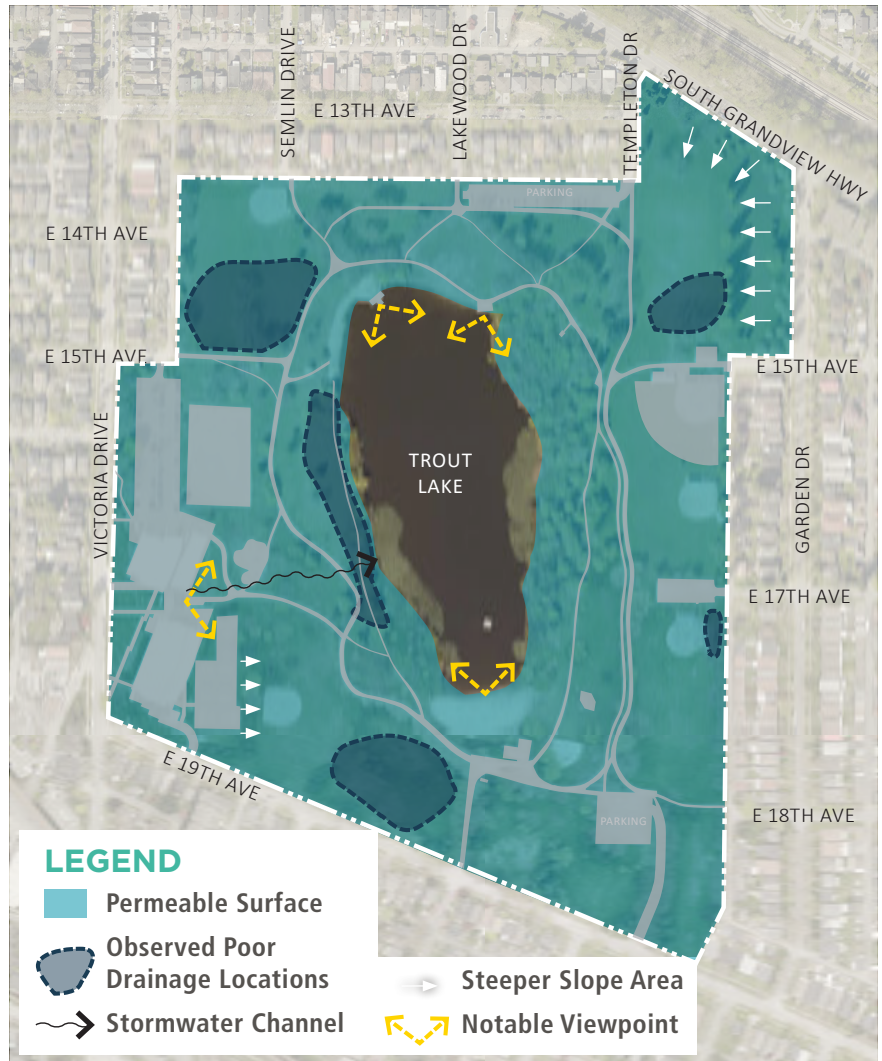 SEMLIN DRIVE
LAKEWOOD DR
TEMPLETON DR
SOUTH GRANDVIEW HWY
E 13TH AVE
PARKING
E 14TH AVE
E 15TH AVE
E 15TH AVE
VICTORIA DRIVE
TROUT
LAKE
GARDEN DR
E 17TH AVE
E 19TH AVE
PARKING
E 18TH AVE
LEGEND
Permeable Surface
Observed Poor
Drainage Locations
Stormwater Channel
Steeper Slope Area
Notable Viewpoint